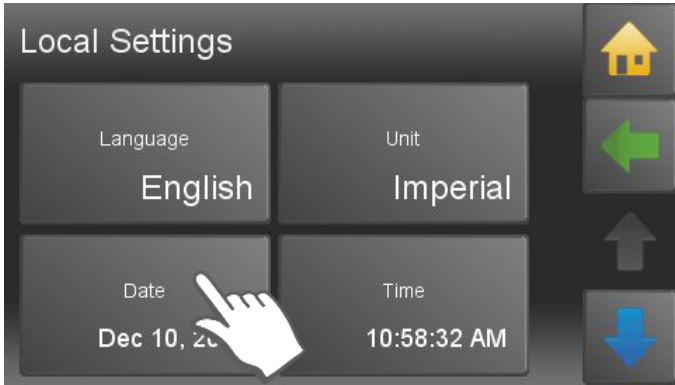 Local Settings
Language
English
Unit
Imperial
Date
Dec 10,
Time
10:58:32 AM